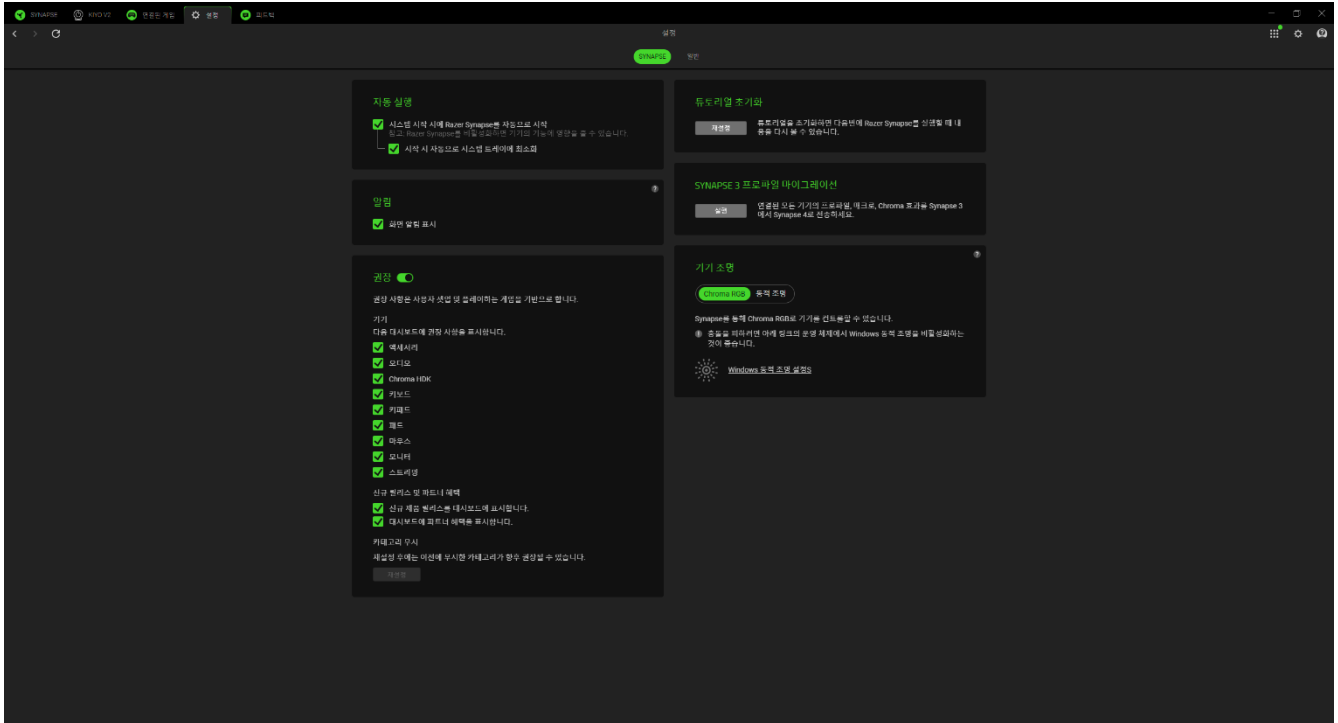 SYNAPSE
KIYO V2
연결된 게임
설정
피드백
설정
SYNAPSE
일반
자동 실행
시스템 시작 시에 Razer Synapse를 자동으로 시작
참고: Razer Synapse를 비활성화하면 기기의 기능에 영향을 줄 수 있습니다.
시작 시 자동으로 시스템 트레이에 최소화
알림
화면 알림 표시
권장
권장 사항은 사용자 셋업 및 플레이하는 게임을 기반으로 합니다.
기기
다음 대시보드에 권장 사항을 표시합니다.
액세서리
오디오
Chroma HDK
키보드
키패드
패드
마우스
모니터
스트리밍
신규 릴리스 및 파트너 혜택
신규 제품 릴리스를 대시보드에 표시합니다.
대시보드에 파트너 혜택을 표시합니다.
카테고리 무시
재설정 후에는 이전에 무시한 카테고리가 향후 권장될 수 있습니다.
재설정
튜토리얼 초기화
재설정
튜토리얼을 초기화하면 다음번에 Razer Synapse를 실행할 때 내
용을 다시 볼 수 있습니다.
SYNAPSE 3 프로파일 마이그레이션
실행
연결된 모든 기기의 프로파일, 매크로, Chroma 효과를 Synapse 3
에서 Synapse 4로 전송하세요.
기기 조명
Chroma RGB
동적 조명
Synapse를 통해 Chroma RGB로 기기를 컨트롤할 수 있습니다.
충돌을 피하려면 아래 링크의 운영 체제에서 Windows 동적 조명을 비활성화하는
것이 좋습니다.
Windows 동적 조명 설정S